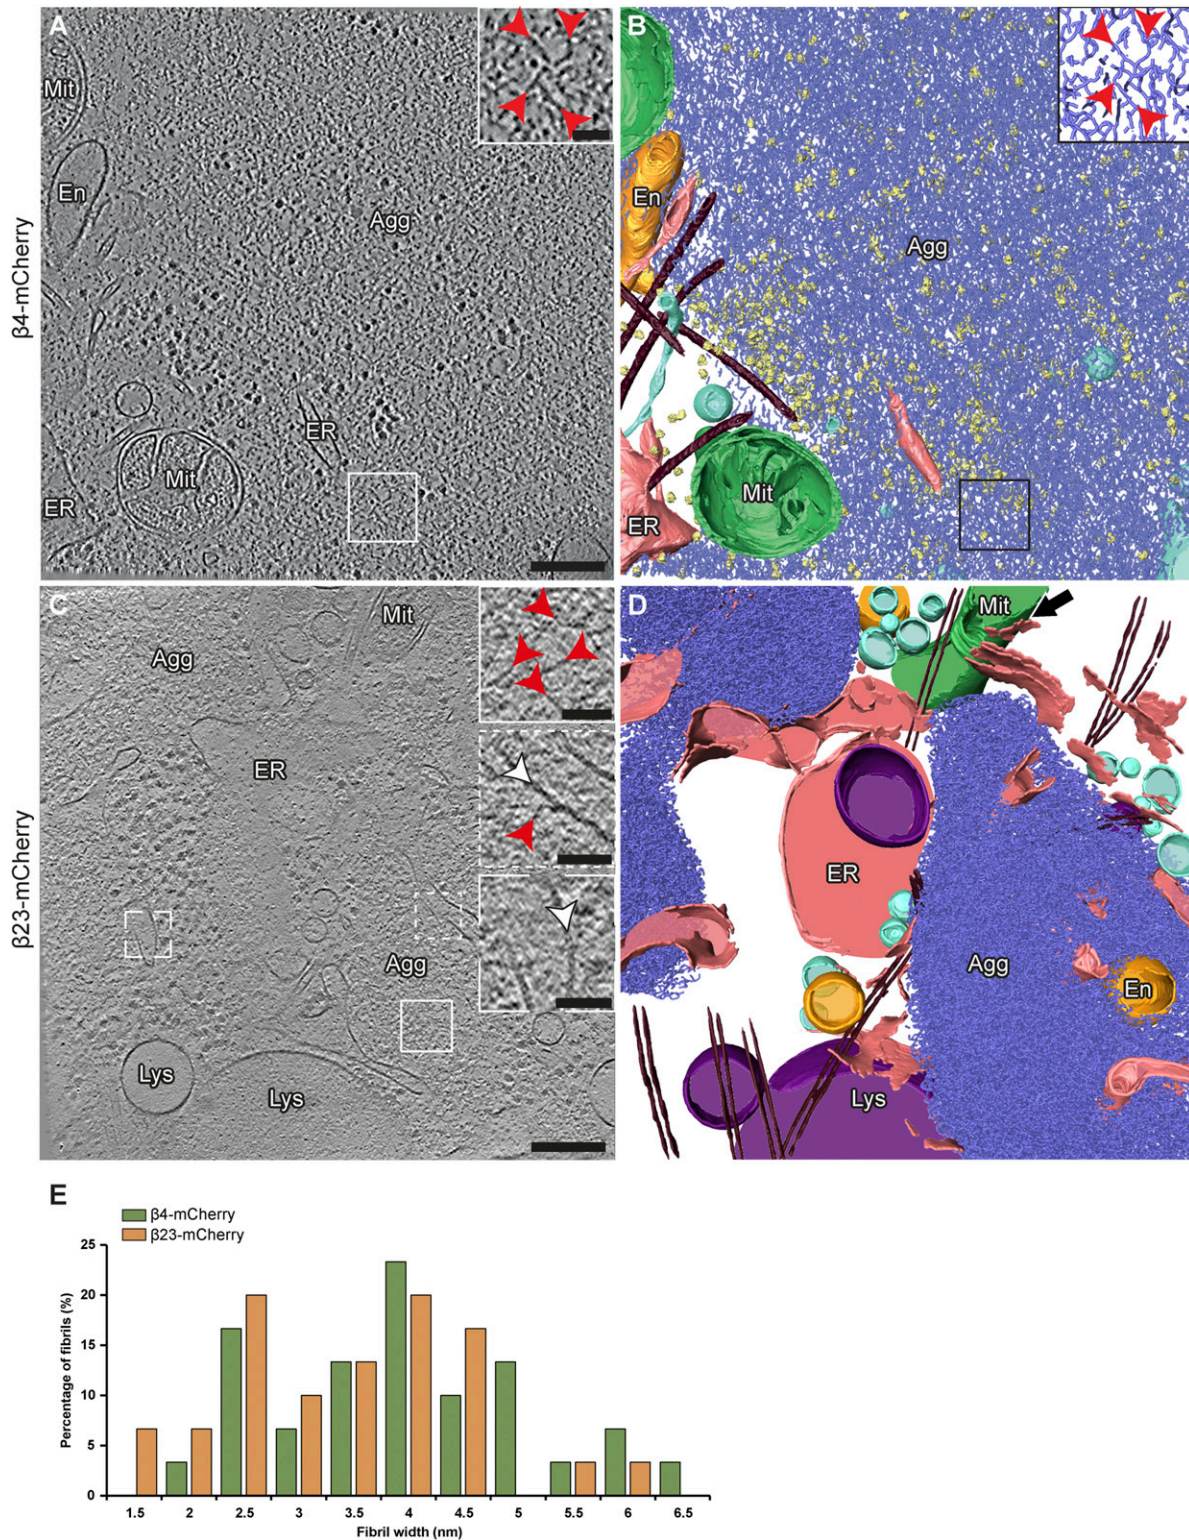 A
Mit
En
Agg
ER
Mit
ER
β4-mCherry
B
En
Agg
Mit
ER
C
Mit
Agg
ER
Agg
Lys
Lys
β23-mCherry
D
Mit
ER
Agg
En
Lys
E
β4-mCherry
β23-mCherry
25
20
15
10
5
0
Percentage of fibrils (%)
1.5 2 2.5 3 3.5 4 4.5 5 5.5 6 6.5
Fibril width (nm)